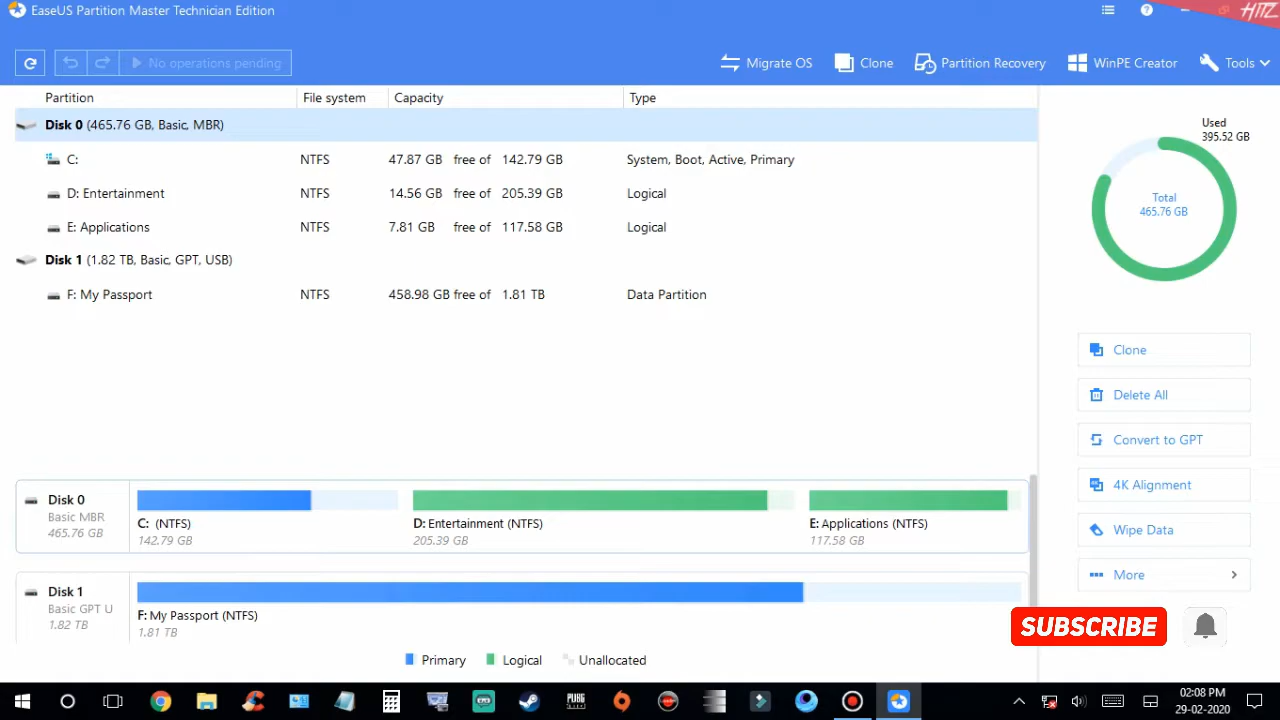 EaseUS Partition Master Technician Edition
HITZ
No operations pending
Migrate OS
Clone
Partition Recovery
WinPE Creator
Tools
Partition File system Capacity Type
Disk 0 (465.76 GB, Basic, MBR)
C: NTFS 47.87 GB free of 142.79 GB System, Boot, Active, Primary
D: Entertainment NTFS 14.56 GB free of 205.39 GB Logical
E: Applications NTFS 7.81 GB free of 117.58 GB Logical
Disk 1 (1.82 TB, Basic, GPT, USB)
F: My Passport NTFS 458.98 GB free of 1.81 TB Data Partition
Used
395.52 GB
Total
465.76 GB
Clone
Delete All
Convert to GPT
4K Alignment
Wipe Data
More
Disk 0
Basic MBR
465.76 GB
C: (NTFS)
142.79 GB
D: Entertainment (NTFS)
205.39 GB
E: Applications (NTFS)
117.58 GB
Disk 1
Basic GPT U
1.82 TB
F: My Passport (NTFS)
1.81 TB
SUBSCRIBE
Primary Logical Unallocated
PUBG
02:08 PM
29-02-2020